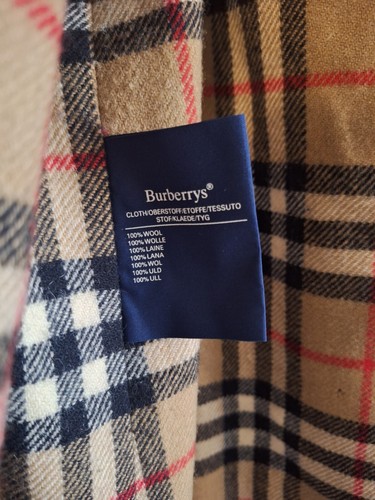 Burberrys®
CLOTH/OBERSTOFF/ETOFFE/TESSUTO
STOF/KLAEDE/TYG
100% WOOL
100% WOLLE
100% LAINE
100% LANA
100% WOL
100% ULD
100% ULL